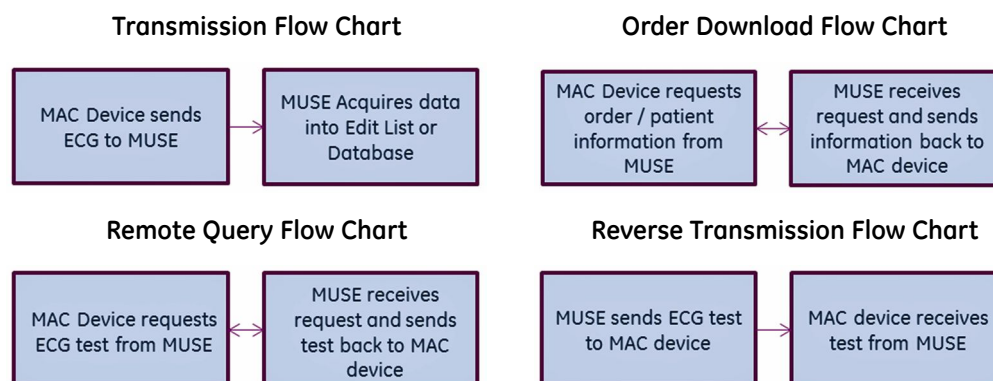 Transmission Flow Chart
MAC Device sends
ECG to MUSE
MUSE Acquires data
into Edit List or
Database
Order Download Flow Chart
MAC Device requests
order / patient
information from
MUSE
MUSE receives
request and sends
information back to
MAC device
Remote Query Flow Chart
MAC Device requests
ECG test from MUSE
MUSE receives
request and sends
test back to MAC
device
Reverse Transmission Flow Chart
MUSE sends ECG test
to MAC device
MAC device receives
test from MUSE